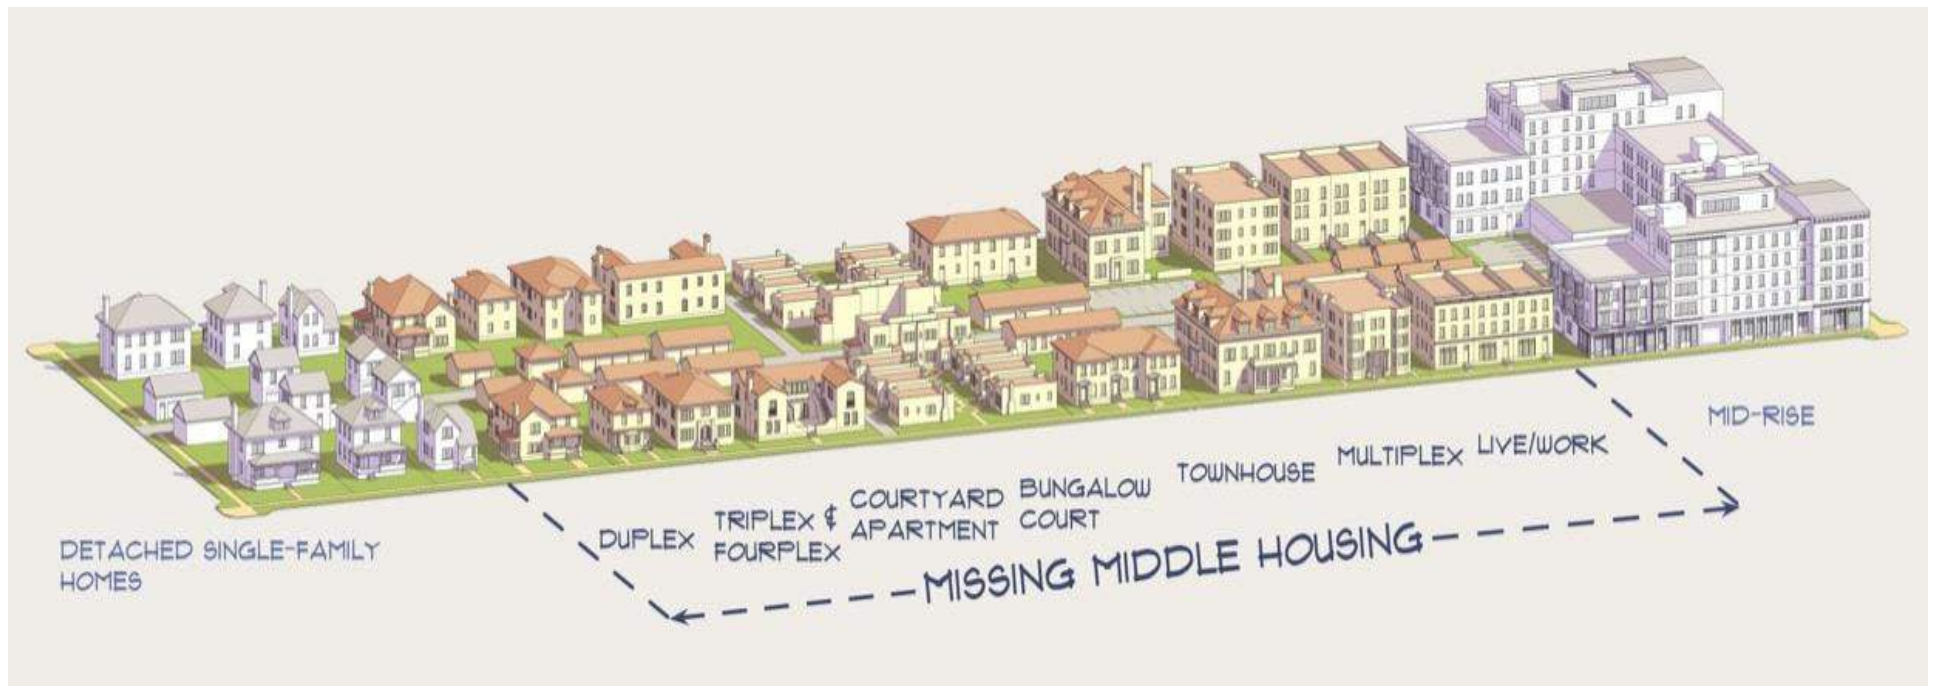 DETACHED SINGLE-FAMILY
HOMES
DUPLEX
TRIPLEX &
FOURPLEX
COURTYARD
APARTMENT
BUNGALOW
COURT
TOWNHOUSE
MULTIPLEX
LIVE/WORK
MID-RISE
MISSING MIDDLE HOUSING